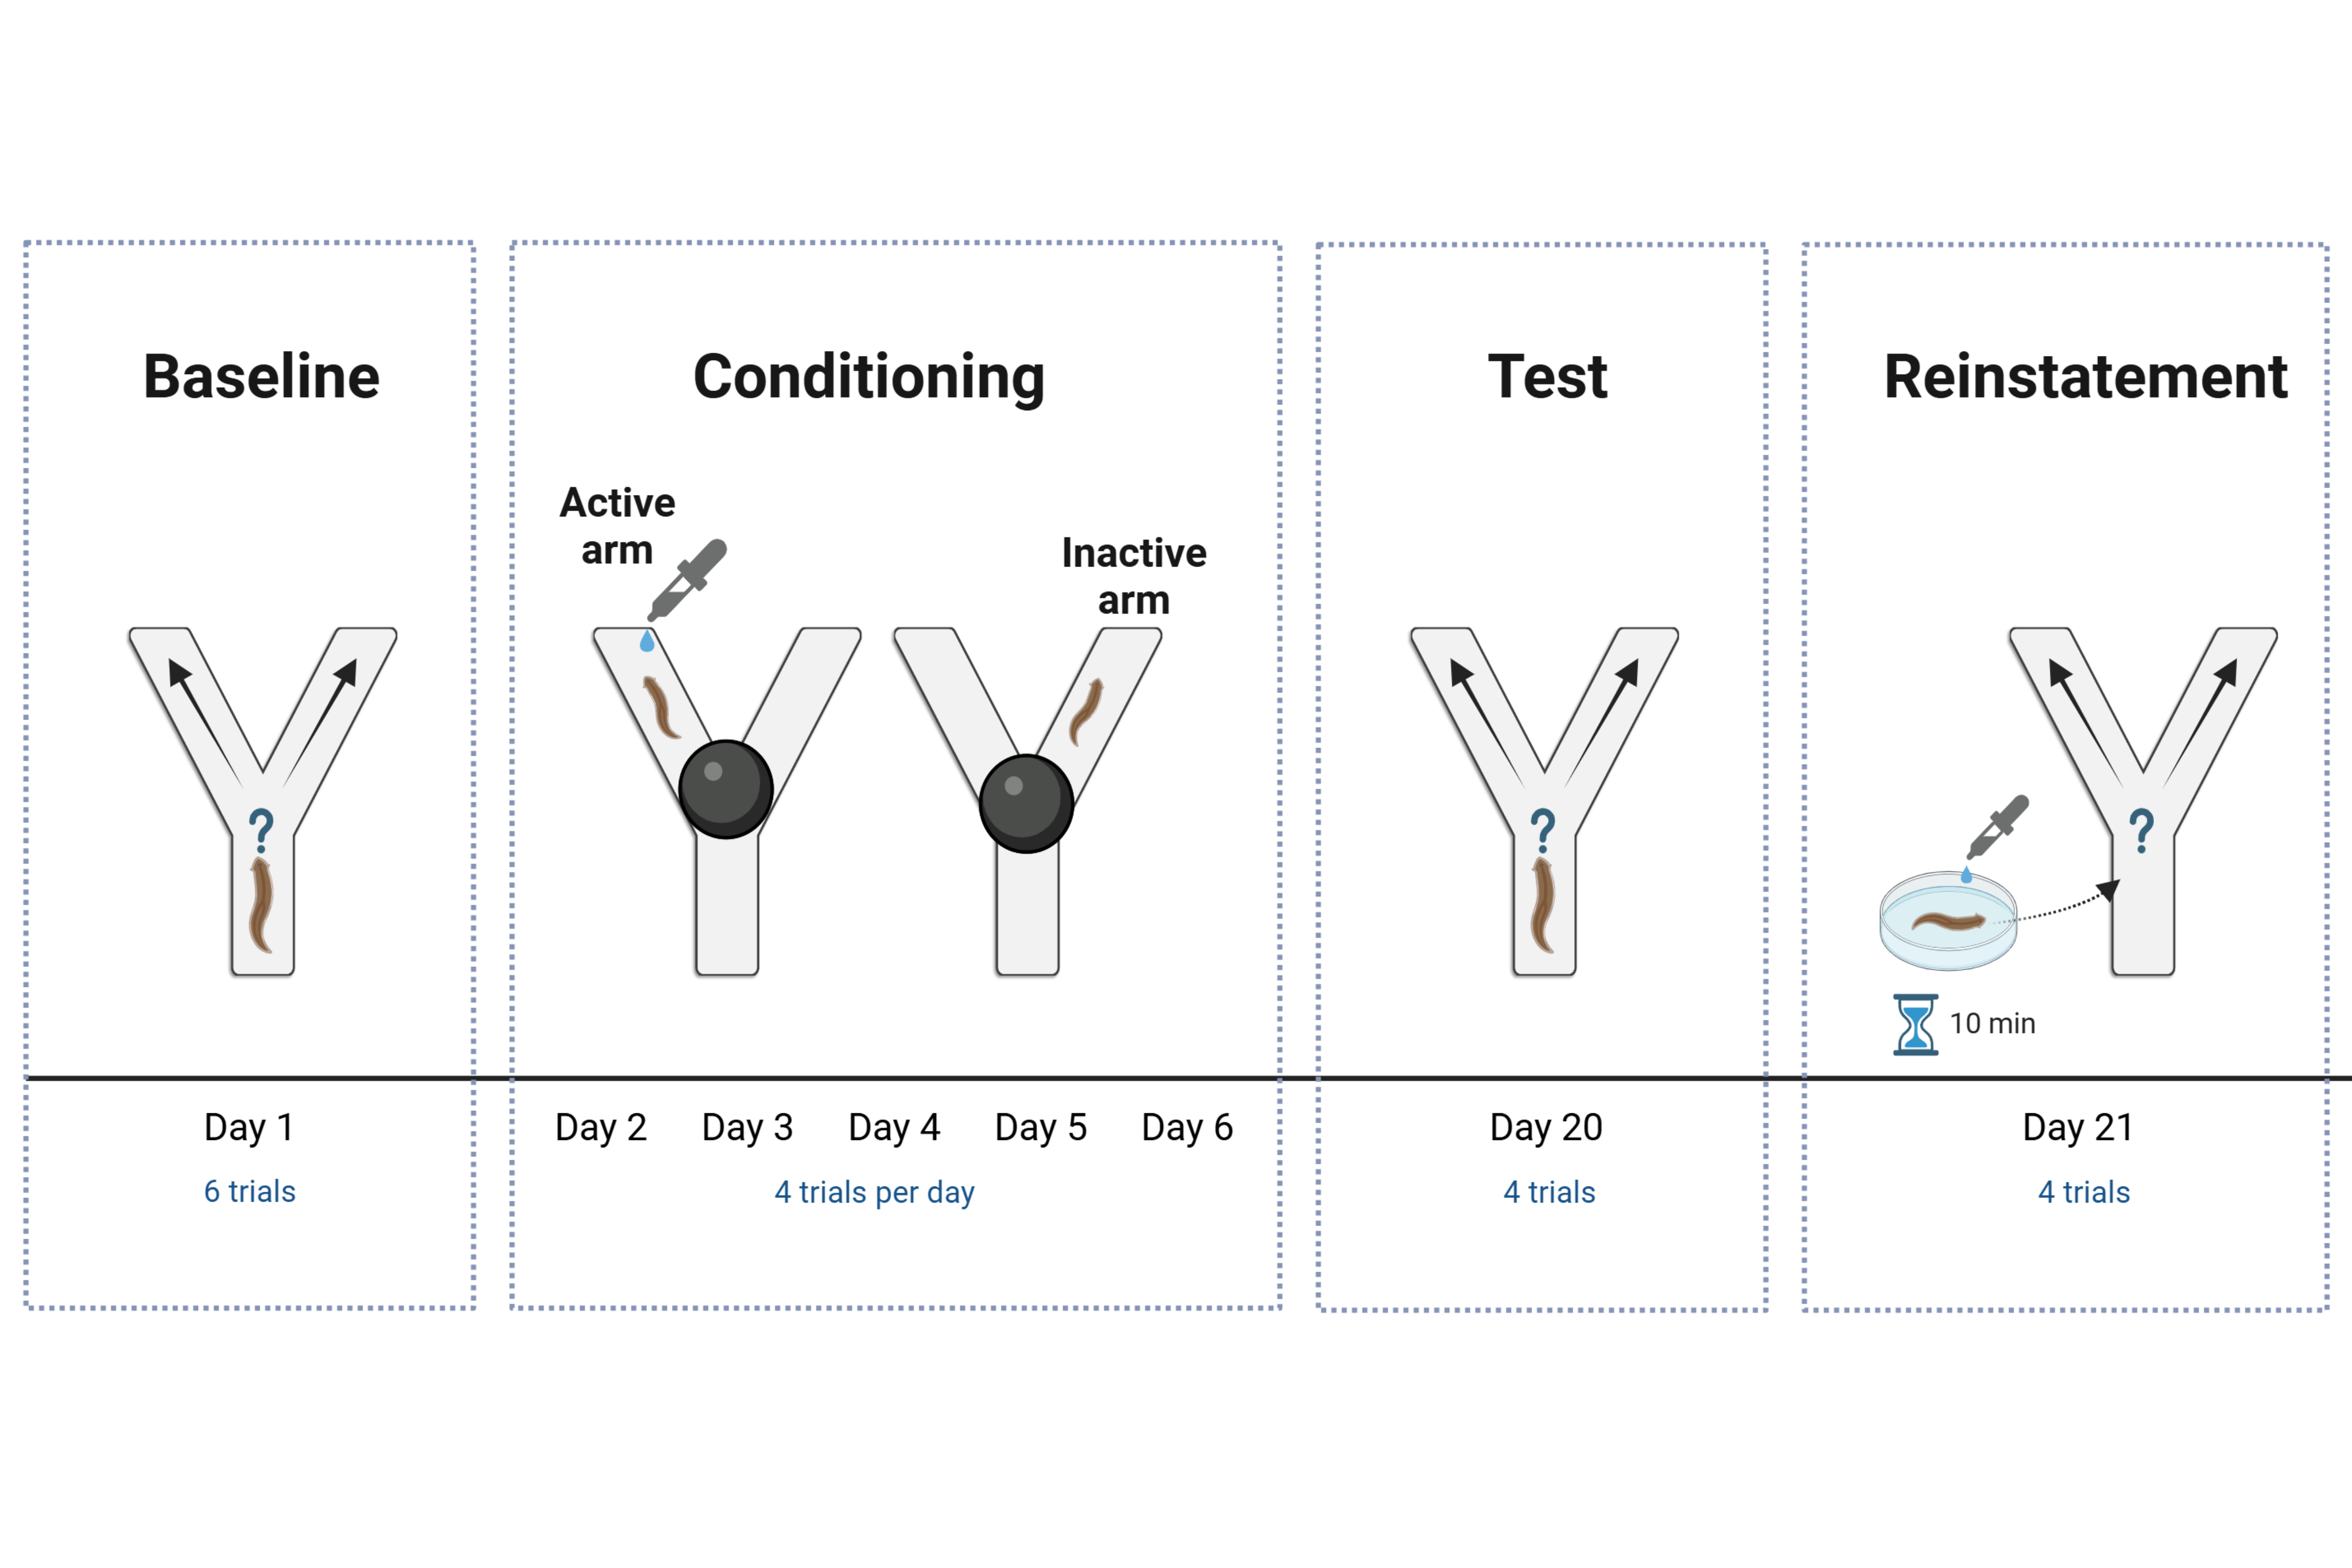 Baseline
Conditioning
Test
Reinstatement
Active
arm
Inactive
arm
?
?
?
10 min
Day 1
Day 2
Day 3
Day 4
Day 5
Day 6
Day 20
Day 21
6 trials
4 trials per day
4 trials
4 trials